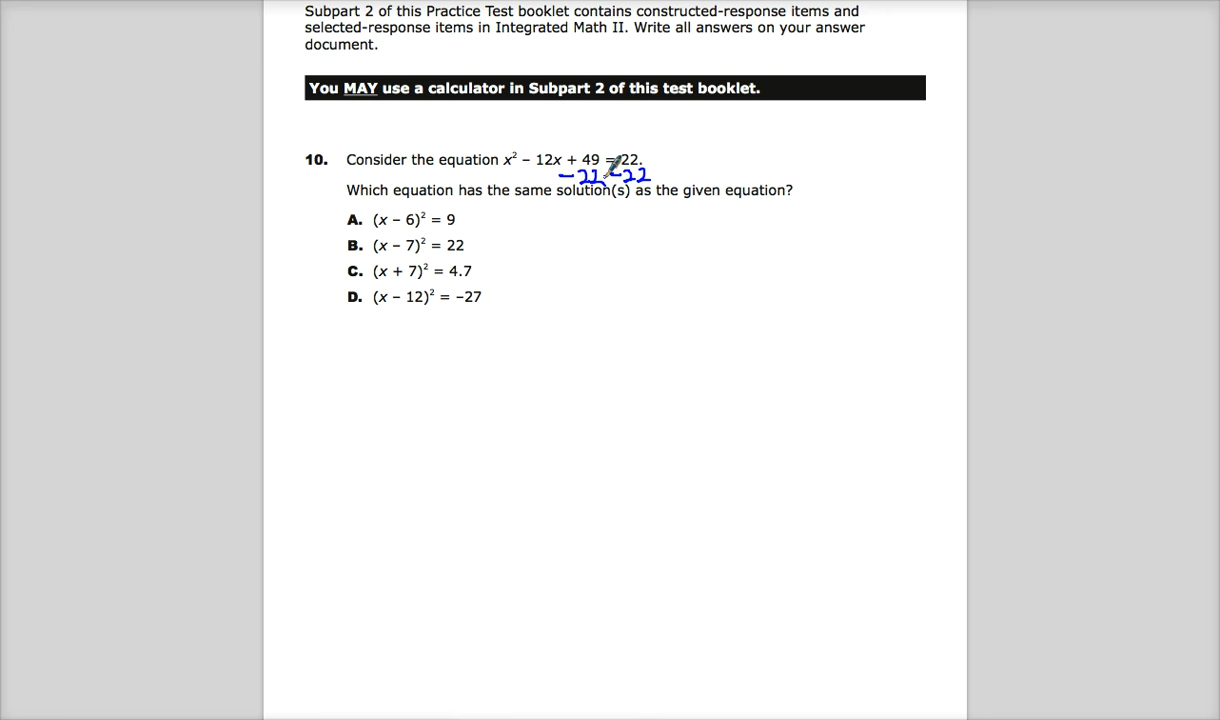 Subpart 2 of this Practice Test booklet contains constructed-response items and
selected-response items in Integrated Math II. Write all answers on your answer
document.
You MAY use a calculator in Subpart 2 of this test booklet.
10. Consider the equation x² – 12x + 49 = 22.
–22 –22
Which equation has the same solution(s) as the given equation?
A. (x – 6)² = 9
B. (x – 7)² = 22
C. (x + 7)² = 4.7
D. (x – 12)² = –27